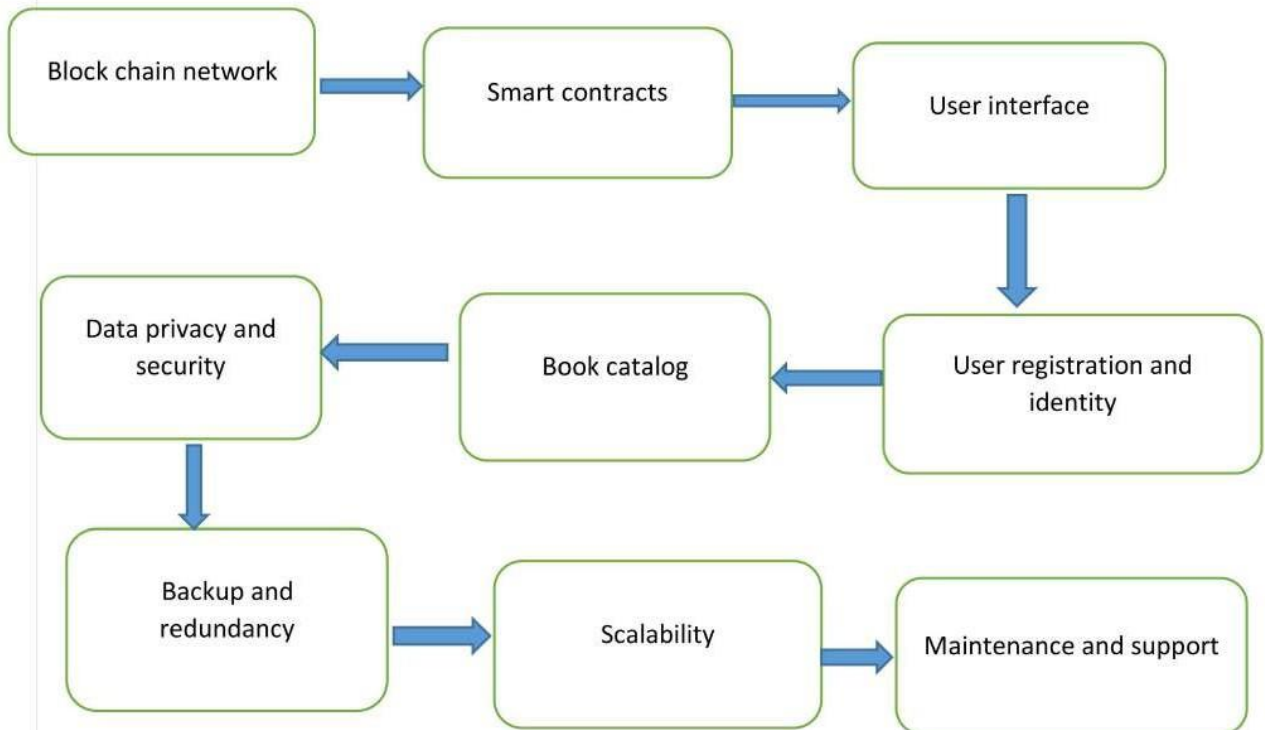 Block chain network
Smart contracts
User interface
User registration and
identity
Book catalog
Data privacy and
security
Backup and
redundancy
Scalability
Maintenance and support